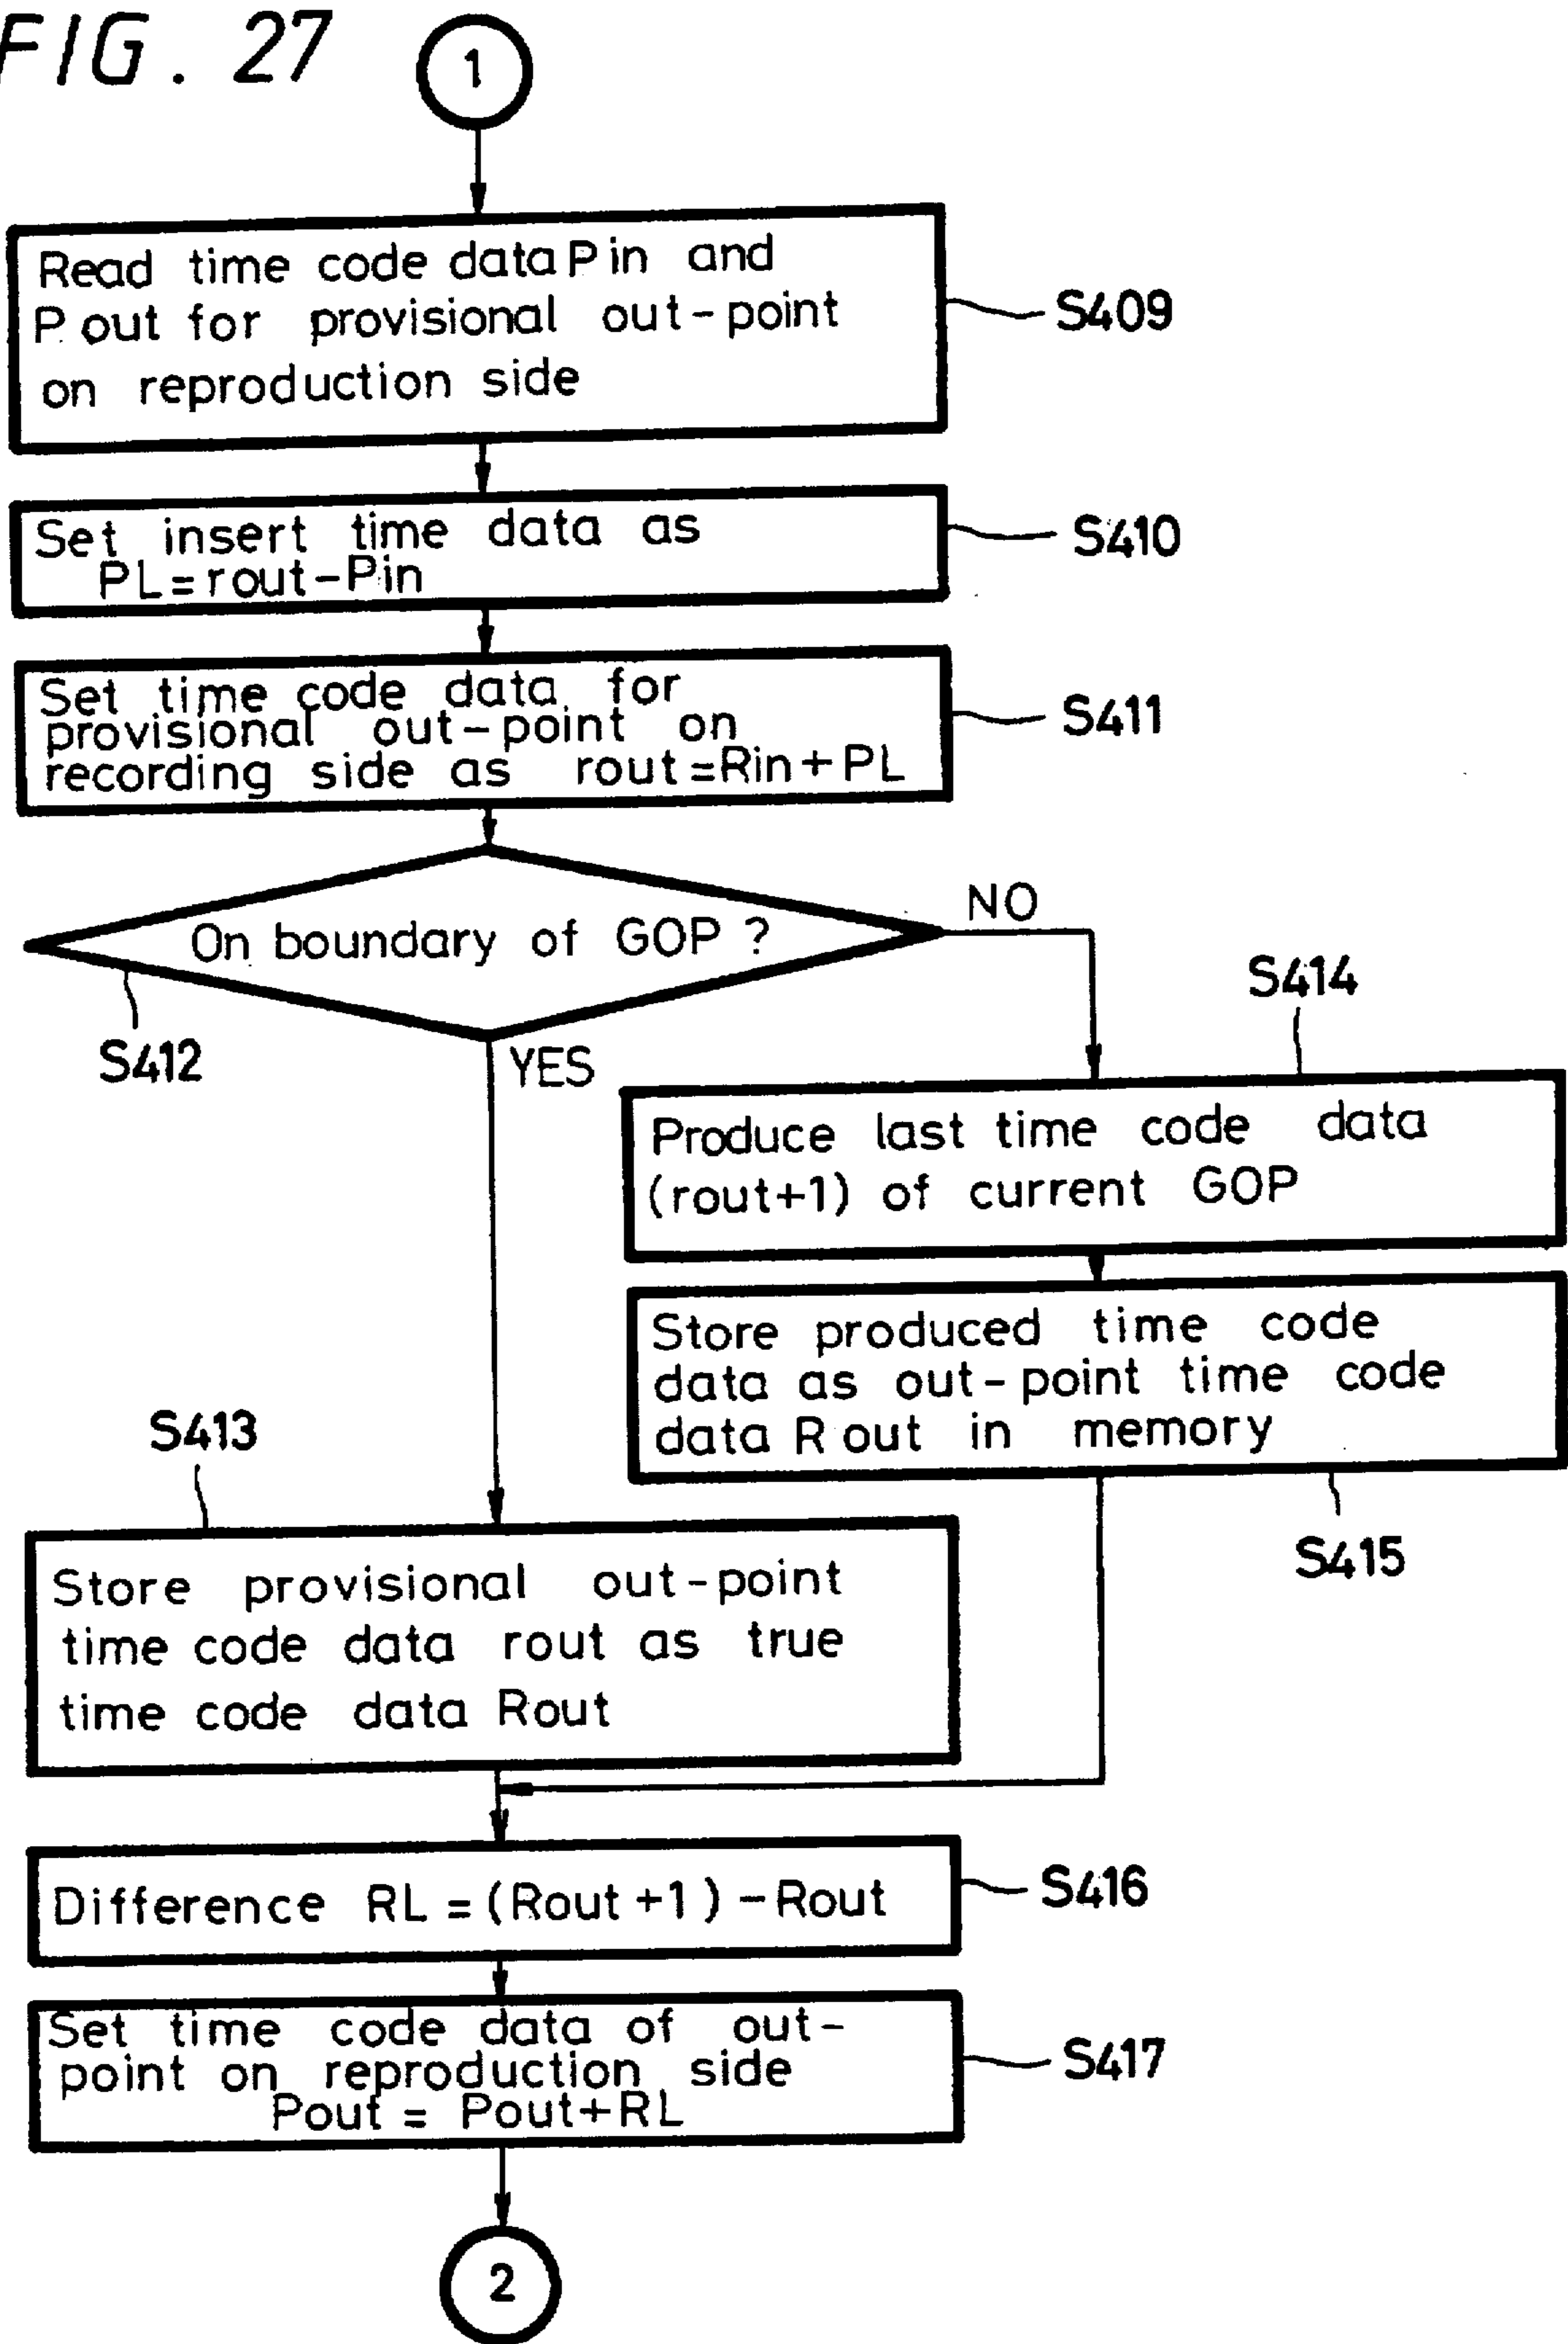 FIG. 27
1
Read time code data Pin and
P out for provisional out-point
on reproduction side
S409
Set insert time data as
PL=rout-Pin
S410
Set time code data for
provisional out-point on
recording side as rout=Rin+PL
S411
On boundary of GOP ?
NO
S412
YES
S414
Produce last time code data
(rout+1) of current GOP
Store produced time code
data as out-point time code
data R out in memory
S415
S413
Store provisional out-point
time code data rout as true
time code data Rout
Difference RL=(Rout+1)-Rout
S416
Set time code data of out-
point on reproduction side
Pout = Pout+RL
S417
2